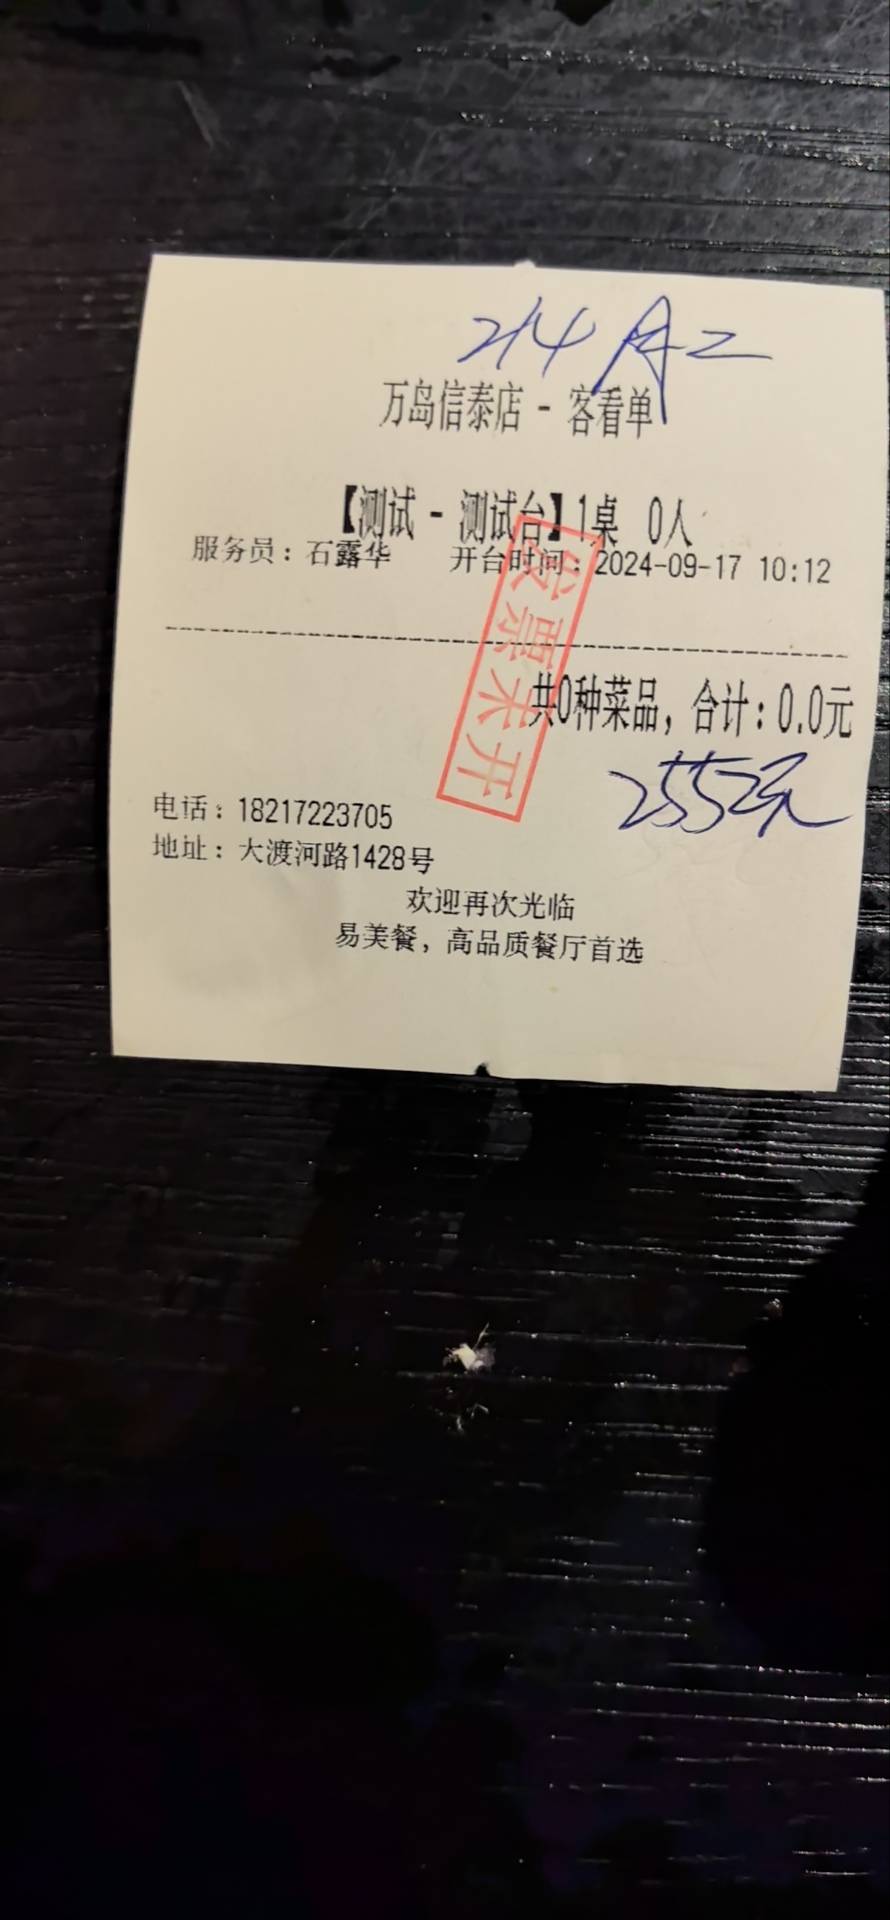 214
万岛信泰店 - 客看单
【测试 - 测试台】1桌 0人
服务员：石露华 开台时间：2024-09-17 10:12
发票未开
共0种菜品，合计：0.0元
255元
电话：18217223705
地址：大渡河路1428号
欢迎再次光临
易美餐，高品质餐厅首选